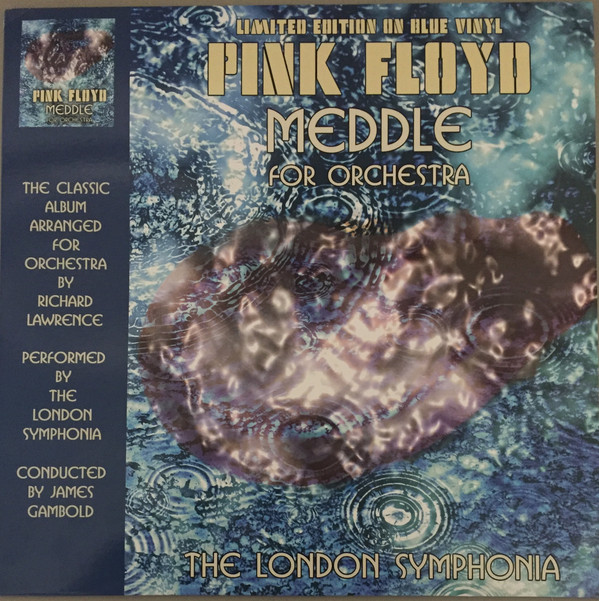 PINK FLOYD
MEDDLE
FOR ORCHESTRA
THE CLASSIC
ALBUM
ARRANGED
FOR
ORCHESTRA
BY
RICHARD
LAWRENCE
PERFORMED
BY
THE
LONDON
SYMPHONIA
CONDUCTED
BY JAMES
GAMBOLD
LIMITED EDITION ON BLUE VINYL
PINK FLOYD
MEDDLE
FOR ORCHESTRA
THE LONDON SYMPHONIA